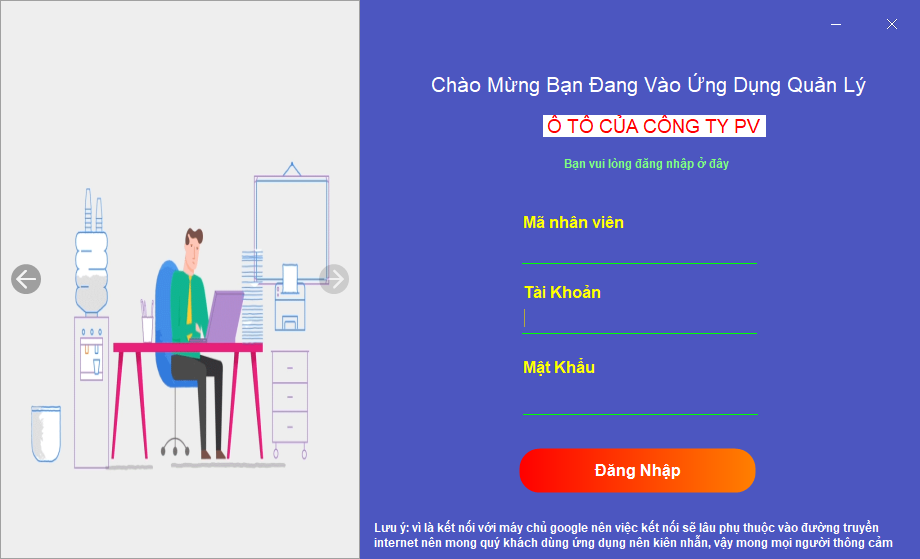 Chào Mừng Bạn Đang Vào Ứng Dụng Quản Lý
Ô TÔ CỦA CÔNG TY PV
Bạn vui lòng đăng nhập ở đây
Mã nhân viên
Tài Khoản
Mật Khẩu
Đăng Nhập
Lưu ý: vì là kết nối với máy chủ google nên việc kết nối sẽ lâu phụ thuộc vào đường truyền
internet nên mong quý khách dùng ứng dụng nên kiên nhẫn, vậy mong mọi người thông cảm